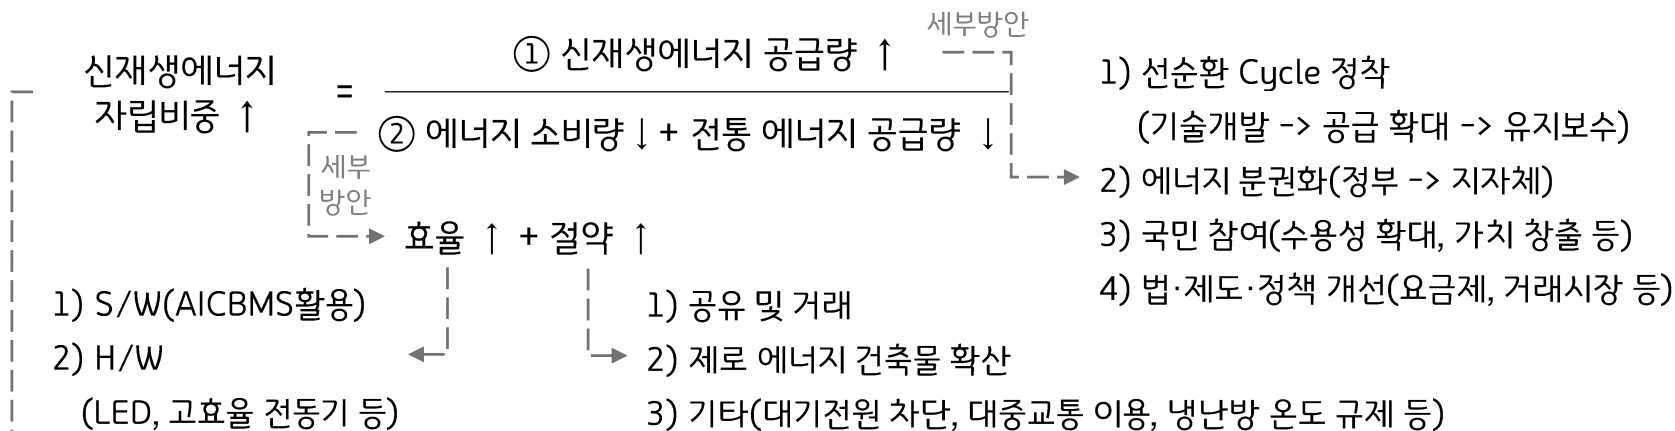 신재생에너지
자립비중 ↑
=
① 신재생에너지 공급량 ↑
② 에너지 소비량↓ + 전통 에너지 공급량 ↓
세부방안
1) 선순환 Cycle 정착
(기술개발 -> 공급 확대 -> 유지보수)
2) 에너지 분권화(정부 -> 지자체)
3) 국민 참여(수용성 확대, 가치 창출 등)
4) 법·제도·정책 개선(요금제, 거래시장 등)
세부
방안
효율 ↑ + 절약 ↑
1) S/W(AICBMS활용)
2) H/W
(LED, 고효율 전동기 등)
1) 공유 및 거래
2) 제로 에너지 건축물 확산
3) 기타(대기전원 차단, 대중교통 이용, 냉난방 온도 규제 등)